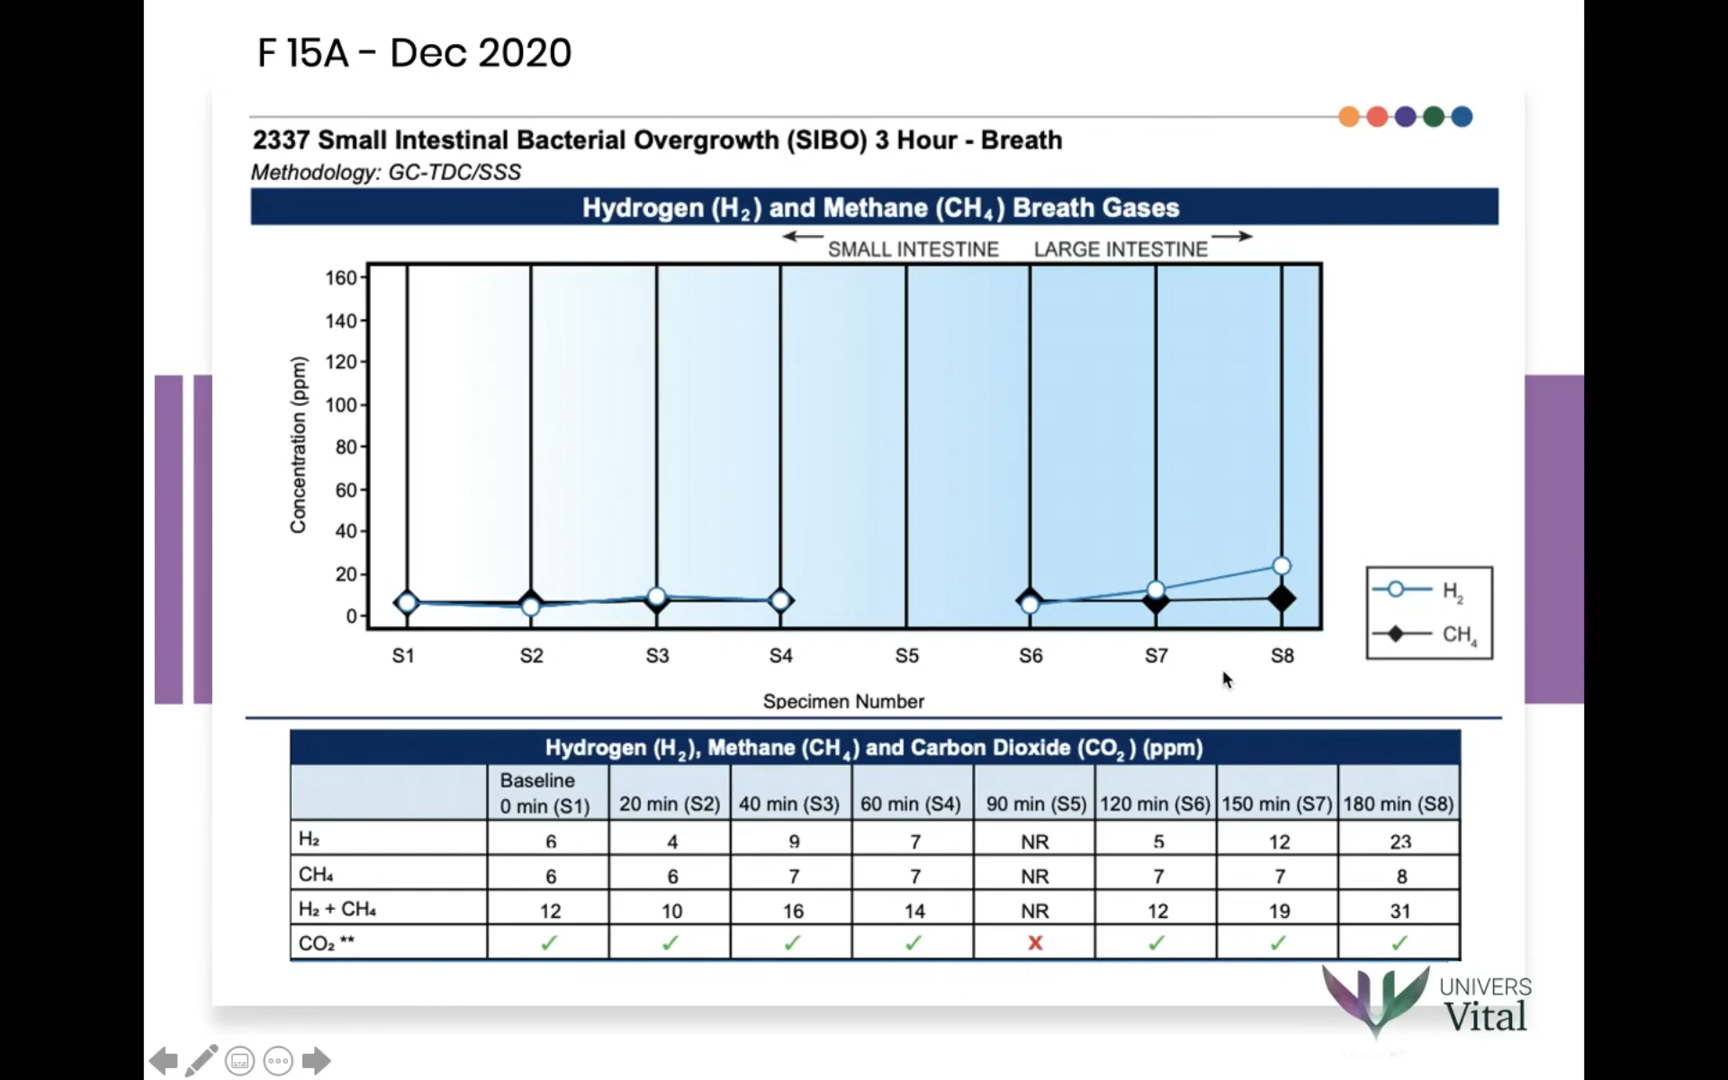 F 15A - Dec 2020
2337 Small Intestinal Bacterial Overgrowth (SIBO) 3 Hour - Breath
Methodology: GC-TDC/SSS
Hydrogen (H₂) and Methane (CH₄) Breath Gases
SMALL INTESTINE LARGE INTESTINE
Concentration (ppm)
160
140
120
100
80
60
40
20
0
S1 S2 S3 S4 S5 S6 S7 S8
Specimen Number
H₂
CH₄
Hydrogen (H₂), Methane (CH₄) and Carbon Dioxide (CO₂) (ppm)
Baseline
0 min (S1) 20 min (S2) 40 min (S3) 60 min (S4) 90 min (S5) 120 min (S6) 150 min (S7) 180 min (S8)
H₂ 6 4 9 7 NR 5 12 23
CH₄ 6 6 7 7 NR 7 7 8
H₂ + CH₄ 12 10 16 14 NR 12 19 31
CO₂ ** ✓ ✓ ✓ ✓ X ✓ ✓ ✓
UNIVERS
Vital